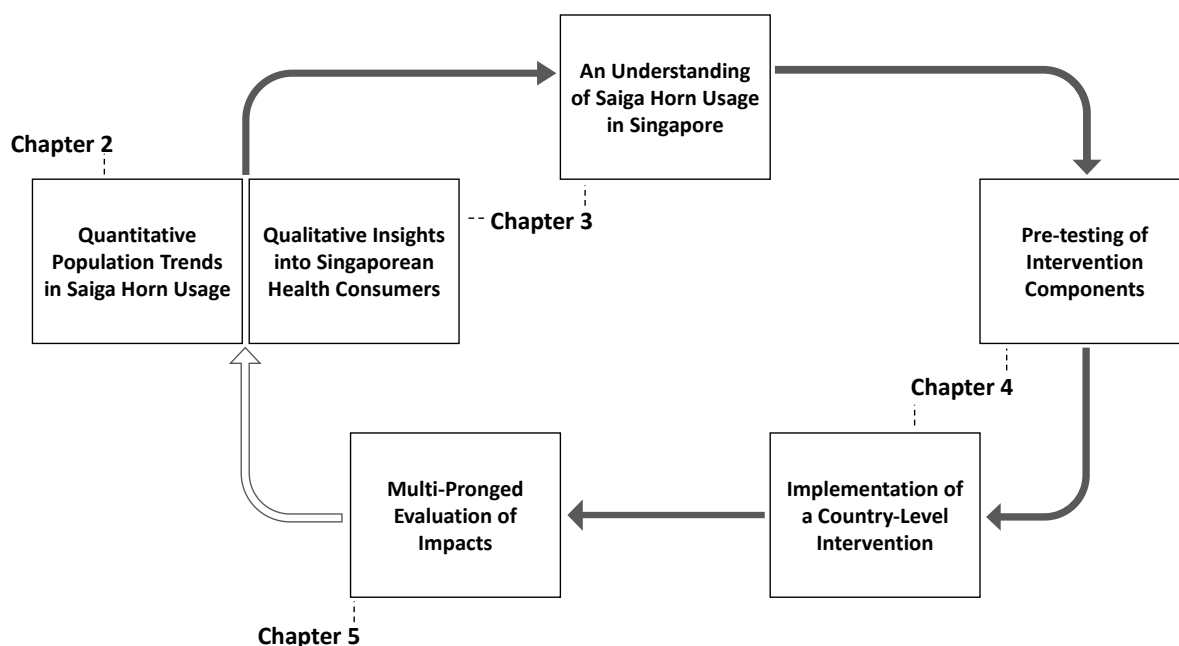 An Understanding
of Saiga Horn Usage
in Singapore
Chapter 2
Quantitative
Population Trends
in Saiga Horn Usage
Qualitative Insights
into Singaporean
Health Consumers
Chapter 3
Pre-testing of
Intervention
Components
Chapter 4
Multi-Pronged
Evaluation of
Impacts
Implementation of
a Country-Level
Intervention
Chapter 5